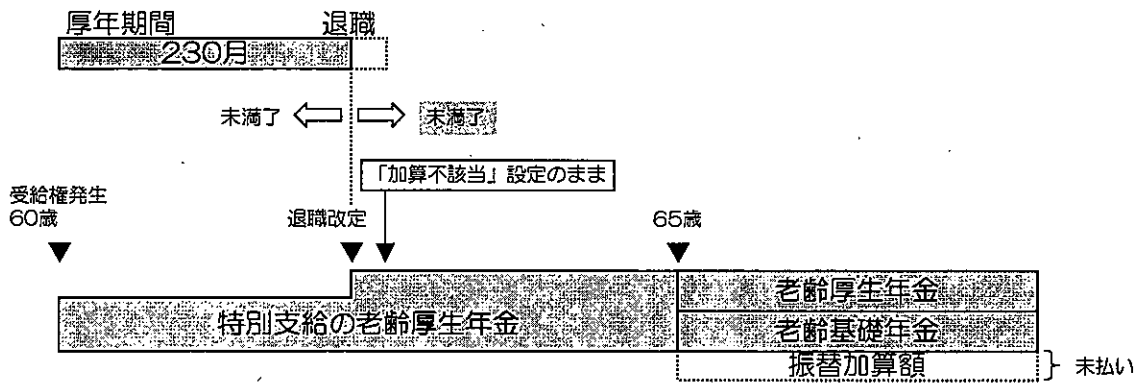 厚年期間
退職
230月
未満了
未満了
「加算不該当」設定のまま
受給権発生
60歳
退職改定
65歳
特別支給の老齢厚生年金
老齢厚生年金
老齢基礎年金
振替加算額
未払い